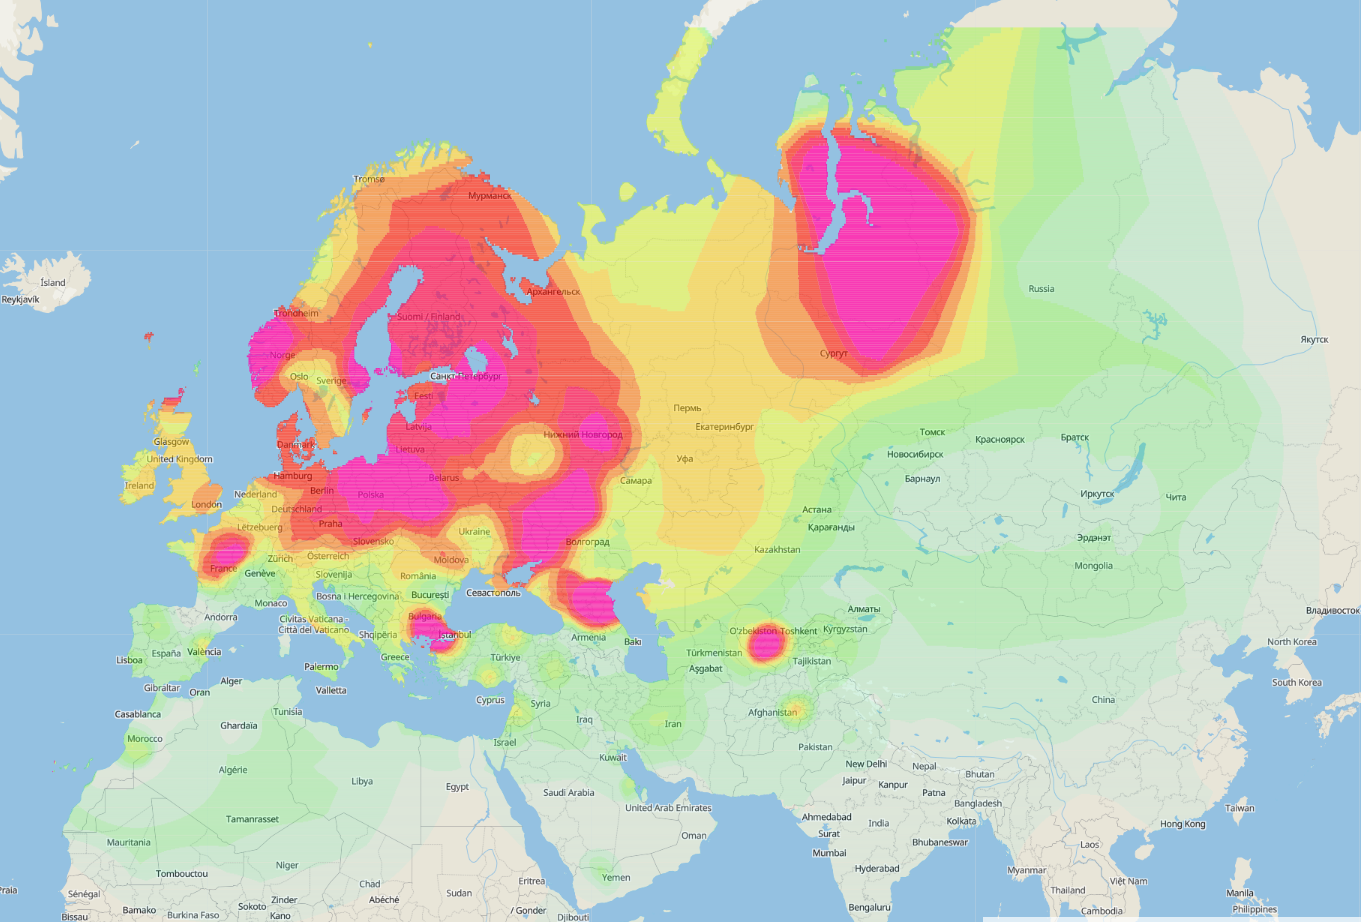 Tromsø
Мурманск
Ísland
Reykjavík
Архангельск
Russia
Trondheim
Suomi / Finland
Якутск
Norge
Сургут
Oslo
Sverige
Санкт-Петербург
Eesti
Пермь
Latvija
Екатеринбург
Нижний Новгород
Томск
Glasgow
Danmark
Красноярск
Братск
Lietuva
Новосибирск
United Kingdom
Уфа
Hamburg
Belarus
Самара
Барнаул
Ireland
Berlin
Polska
Nederland
Иркутск
Чита
London
Deutschland
Астана
Lëtzebuerg
Praha
Қарағанды
Ukraine
Эрдэнэт
Slovensko
Волгоград
Kazakhstan
Zürich
Österreich
Moldova
Mongolia
France
Genève
Slovenija
România
Bosna i Hercegovina
București
Севастополь
Monaco
Алматы
Владивосток
Andorra
Civitas Vaticana -
Città del Vaticano
Bulgaria
O'zbekiston
Toshkent
Kyrgyzstan
Shqipëria
İstanbul
Armenia
Bakı
North Korea
España
València
Türkmenistan
Lisboa
Palermo
Greece
Türkiye
Aşgabat
Tajikistan
Gibraltar
Oran
Alger
Valletta
South Korea
Cyprus
Syria
China
Casablanca
Tunisia
Afghanistan
Ghardaïa
Iraq
Iran
Morocco
Israel
Pakistan
Kuwait
New Delhi
Nepal
Algérie
Libya
Egypt
Jaipur
Kanpur
Bhutan
Saudi Arabia
Patna
Bangladesh
United Arab Emirates
Taiwan
Tamanrasset
Ahmedabad
India
Kolkata
Hong Kong
Surat
Oman
Mauritania
Bhubaneswar
Laos
Mumbai
Niger
Hyderabad
Myanmar
Tombouctou
Yemen
Việt Nam
Chad
Eritrea
Thailand
Praia
Sénégal
Sudan
Manila
Zinder
Abéché
Bamako
Sokoto
Kano
/ Gonder
Bengaluru
Philippines
Cambodia
Bissau
Burkina Faso
Djibouti